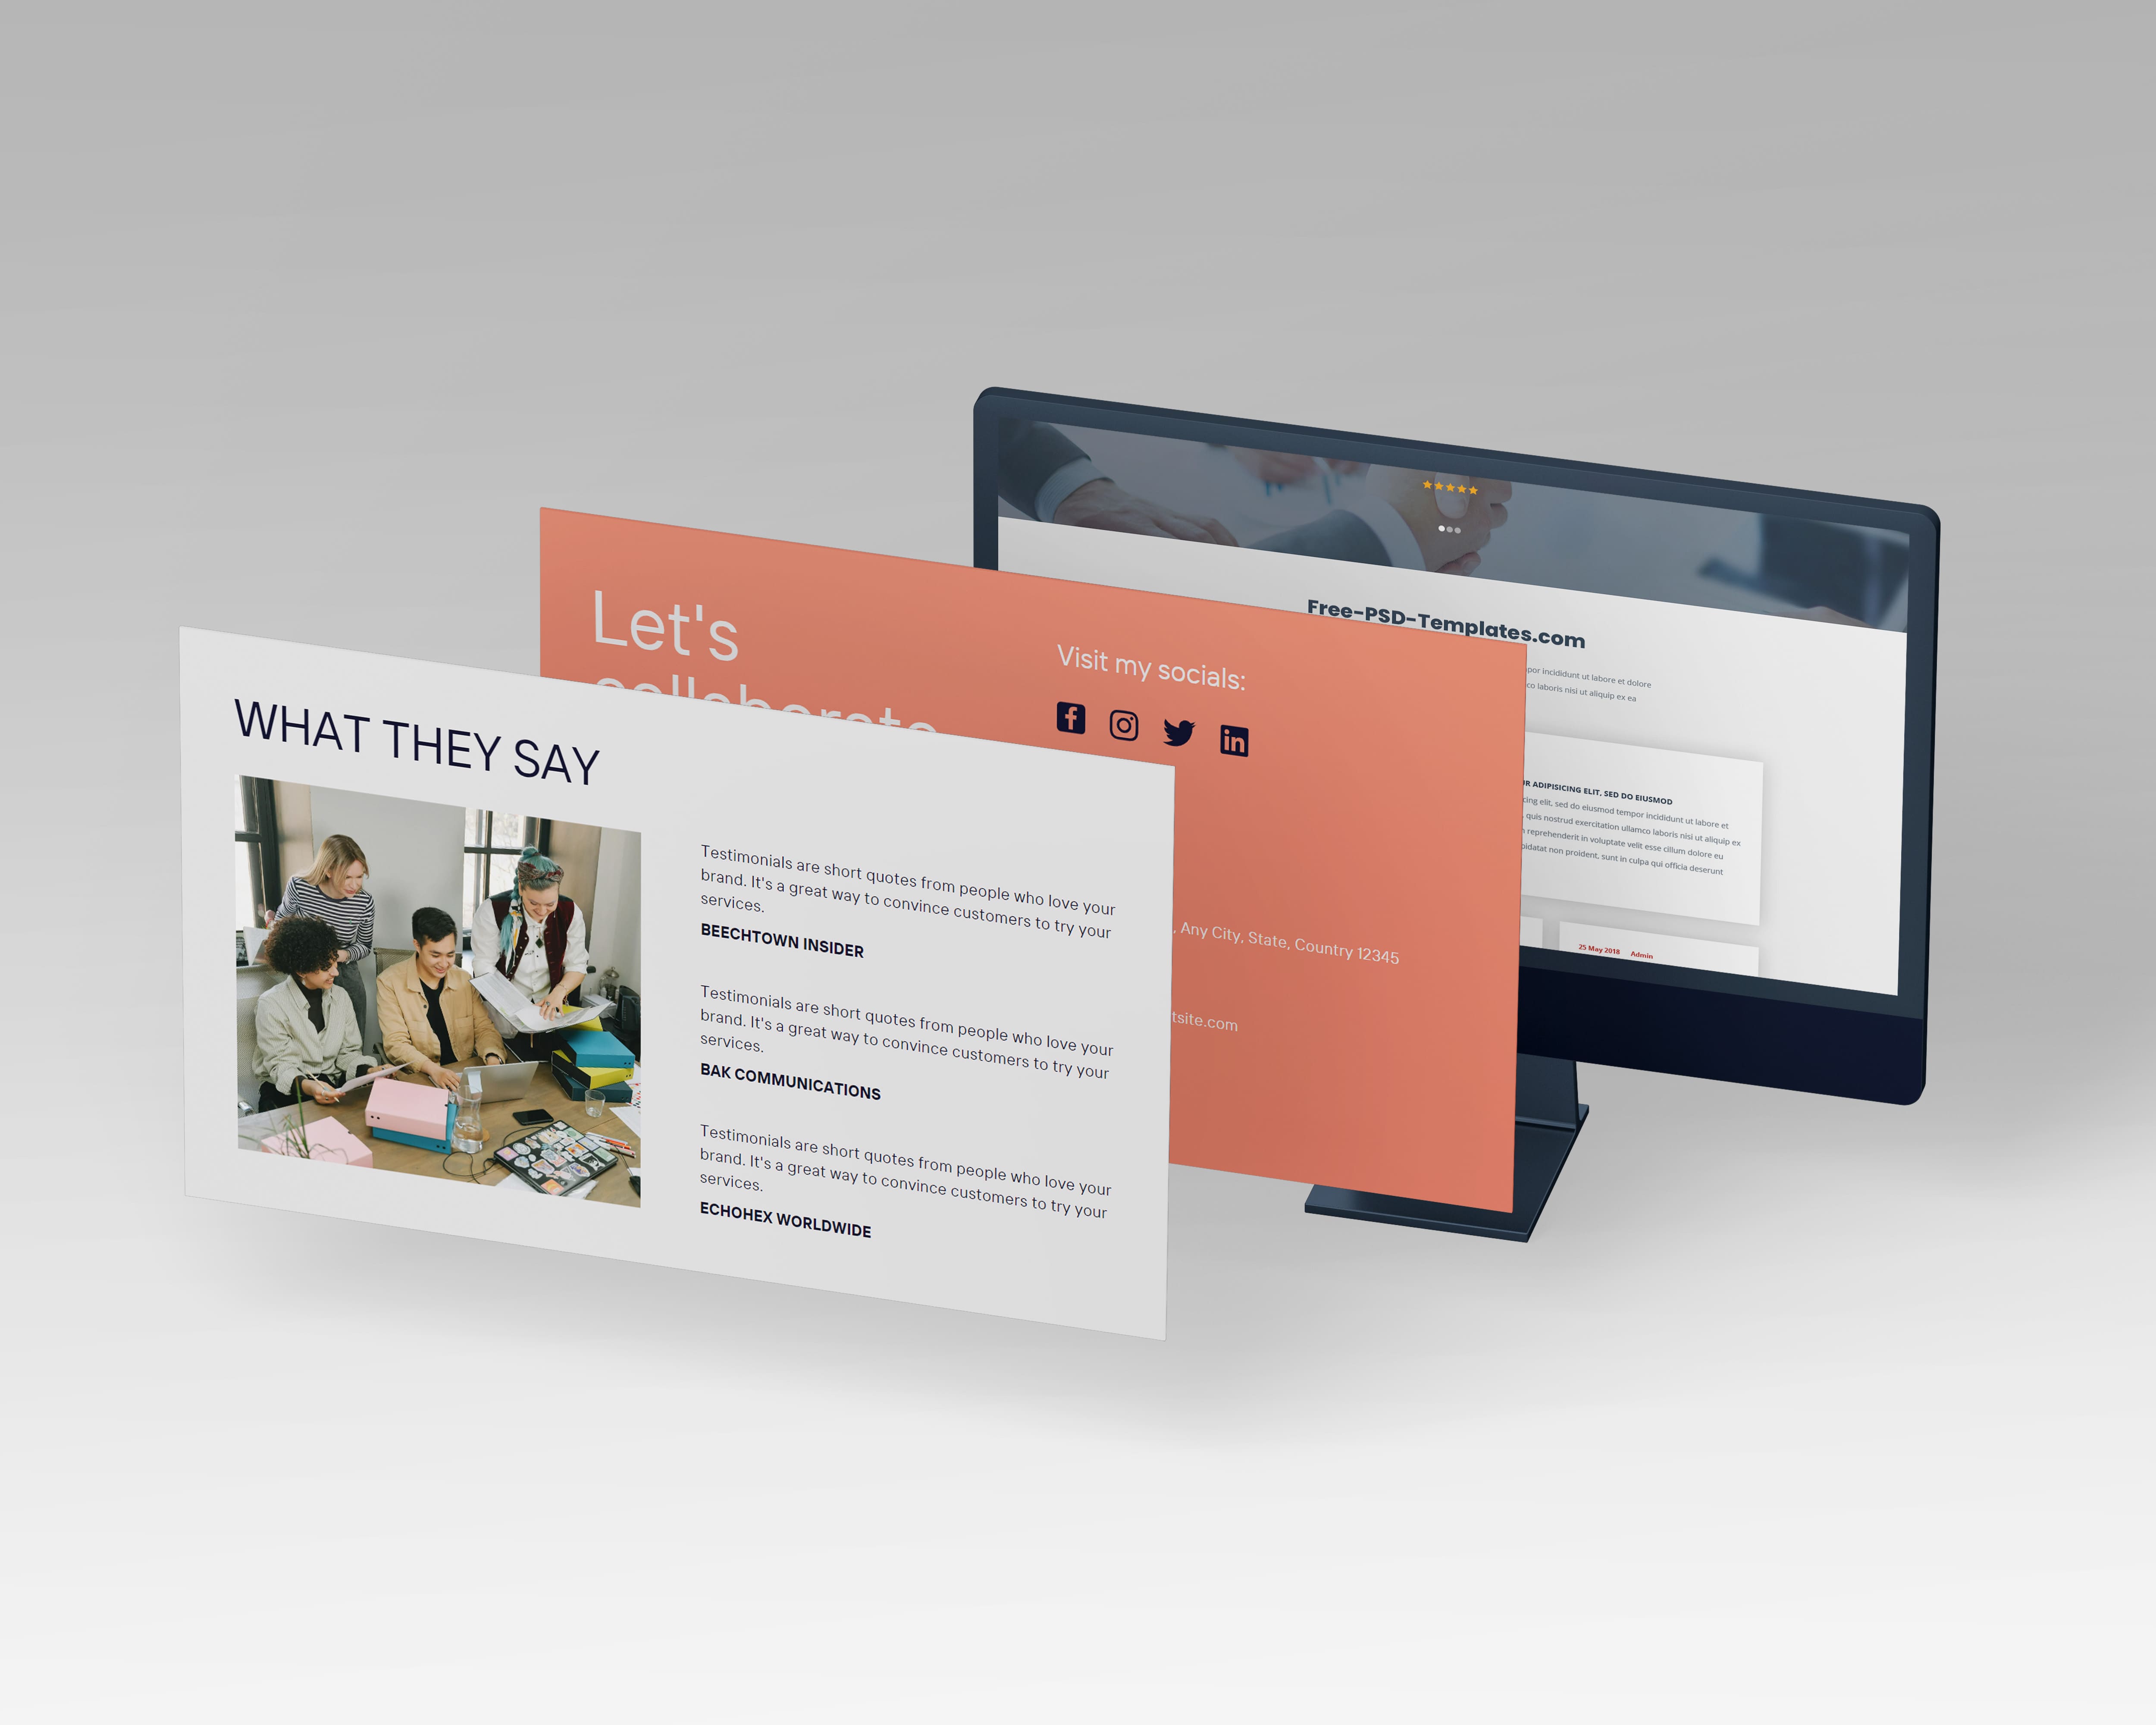 WHAT THEY SAY
Testimonials are short quotes from people who love your
brand. It's a great way to convince customers to try your
services.
BEECHTOWN INSIDER
Testimonials are short quotes from people who love your
brand. It's a great way to convince customers to try your
services.
BAK COMMUNICATIONS
Testimonials are short quotes from people who love your
brand. It's a great way to convince customers to try your
services.
ECHOHEX WORLDWIDE
Let's
collaborate
Visit my socials:
, Any City, State, Country 12345
tsite.com
Free-PSD-Templates.com
incididunt ut labore et dolore
laboris nisi ut aliquip ex ea
ADIPISICING ELIT, SED DO EIUSMOD
elit, sed do eiusmod tempor incididunt ut labore et
quis nostrud exercitation ullamco laboris nisi ut aliquip ex
reprehenderit in voluptate velit esse cillum dolore eu
non proident, sunt in culpa qui officia deserunt
25 May 2018 Admin